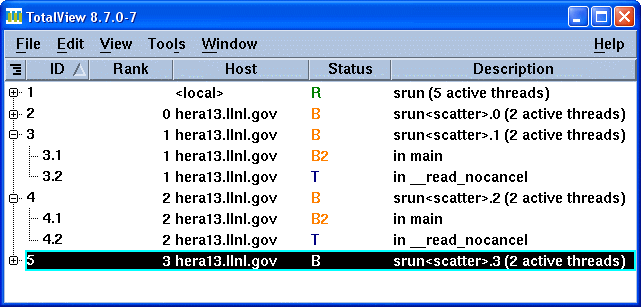 TotalView 8.7.0-7
File Edit View Tools Window Help
ID Rank Host Status Description
1 <local> R srun (5 active threads)
2 0 hera13.llnl.gov B srun<scatter>.0 (2 active threads)
3 1 hera13.llnl.gov B srun<scatter>.1 (2 active threads)
3.1 1 hera13.llnl.gov B2 in main
3.2 1 hera13.llnl.gov T in __read_nocancel
4 2 hera13.llnl.gov B srun<scatter>.2 (2 active threads)
4.1 2 hera13.llnl.gov B2 in main
4.2 2 hera13.llnl.gov T in __read_nocancel
5 3 hera13.llnl.gov B srun<scatter>.3 (2 active threads)